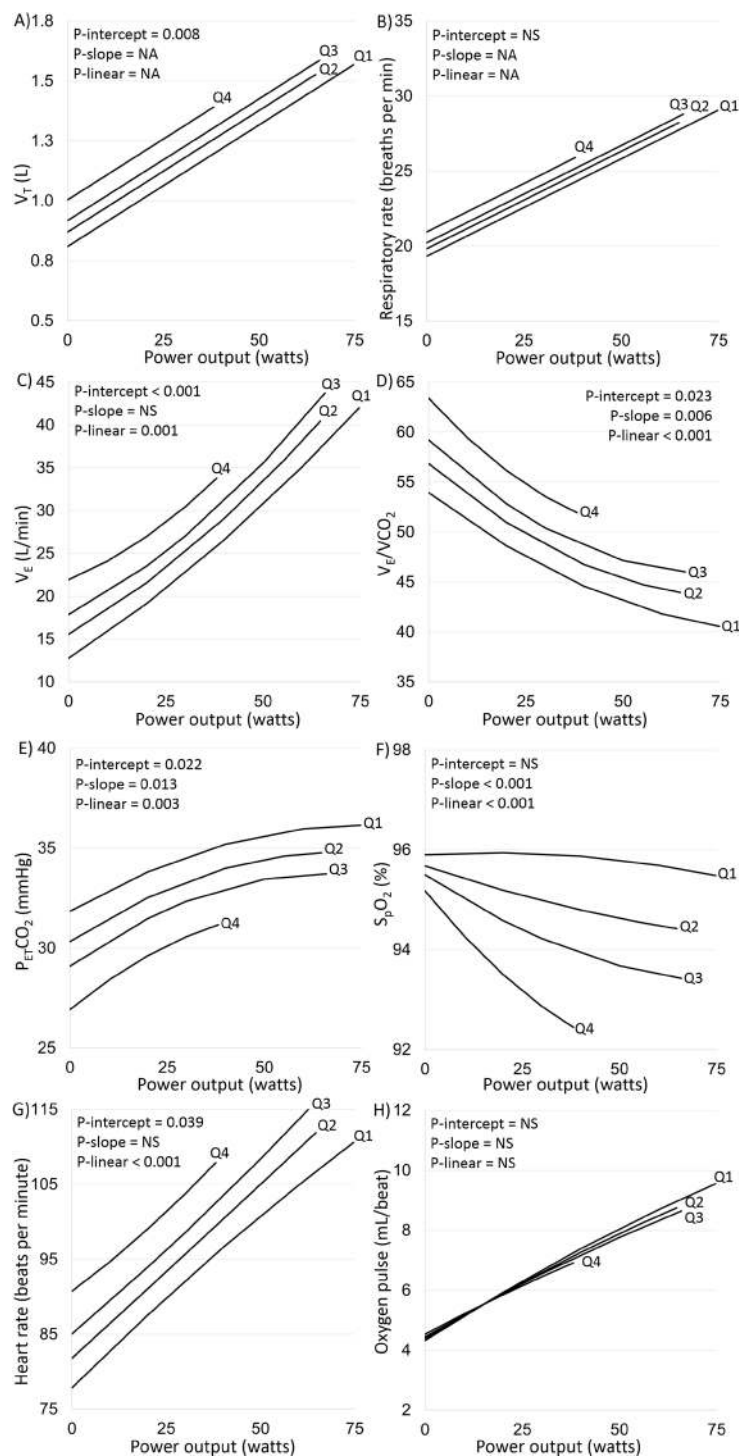 A)
1.8
P-intercept = 0.008
P-slope = NA
P-linear = NA
Q3
Q1
Q2
Q4
1.5
1.3
1.0
0.8
0.5
V_T (L)
0 25 50 75
Power output (watts)
B)
35
P-intercept = NS
P-slope = NA
P-linear = NA
30
25
20
15
Q3 Q2 Q1
Q4
Respiratory rate (breaths per min)
0 25 50 75
Power output (watts)
C)
45
P-intercept < 0.001
P-slope = NS
P-linear = 0.001
Q3
Q1
Q2
Q4
40
35
30
25
20
15
10
V_E (L/min)
0 25 50 75
Power output (watts)
D)
65
P-intercept = 0.023
P-slope = 0.006
P-linear < 0.001
60
55
50
45
40
35
Q4
Q3
Q2
Q1
V_E/VCO_2
0 25 50 75
Power output (watts)
E)
40
P-intercept = 0.022
P-slope = 0.013
P-linear = 0.003
35
30
25
Q1
Q2
Q3
Q4
P_ETCO_2 (mmHg)
0 25 50 75
Power output (watts)
F)
98
P-intercept = NS
P-slope < 0.001
P-linear < 0.001
96
94
92
Q1
Q2
Q3
Q4
S_pO_2 (%)
0 25 50 75
Power output (watts)
G)
115
P-intercept = 0.039
P-slope = NS
P-linear < 0.001
Q3
Q2
Q1
Q4
105
95
85
75
Heart rate (beats per minute)
0 25 50 75
Power output (watts)
H)
12
P-intercept = NS
P-slope = NS
P-linear = NS
10
8
6
4
2
Q1
Q2
Q3
Q4
Oxygen pulse (mL/beat)
0 25 50 75
Power output (watts)